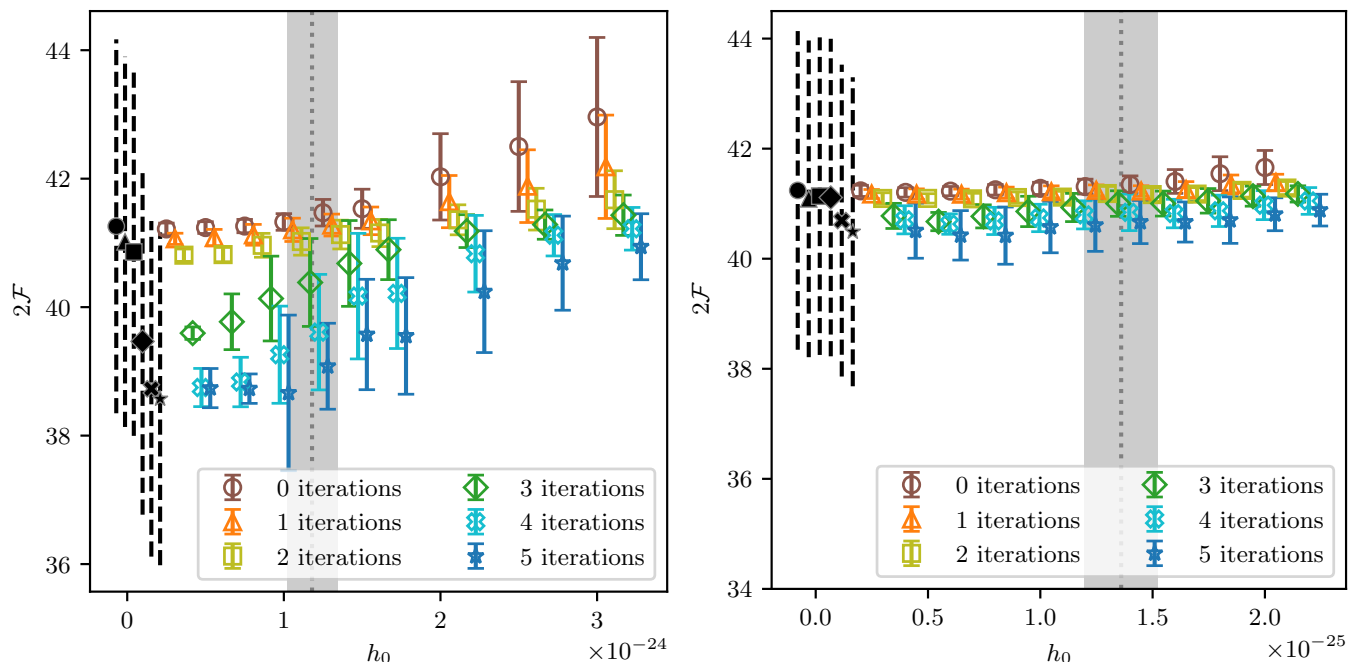 44
42
40
38
36
2ℱ
0 iterations
1 iterations
2 iterations
3 iterations
4 iterations
5 iterations
0
1
2
3
h₀
×10⁻²⁴
44
42
40
38
36
34
2ℱ
0 iterations
1 iterations
2 iterations
3 iterations
4 iterations
5 iterations
0.0
0.5
1.0
1.5
2.0
h₀
×10⁻²⁵